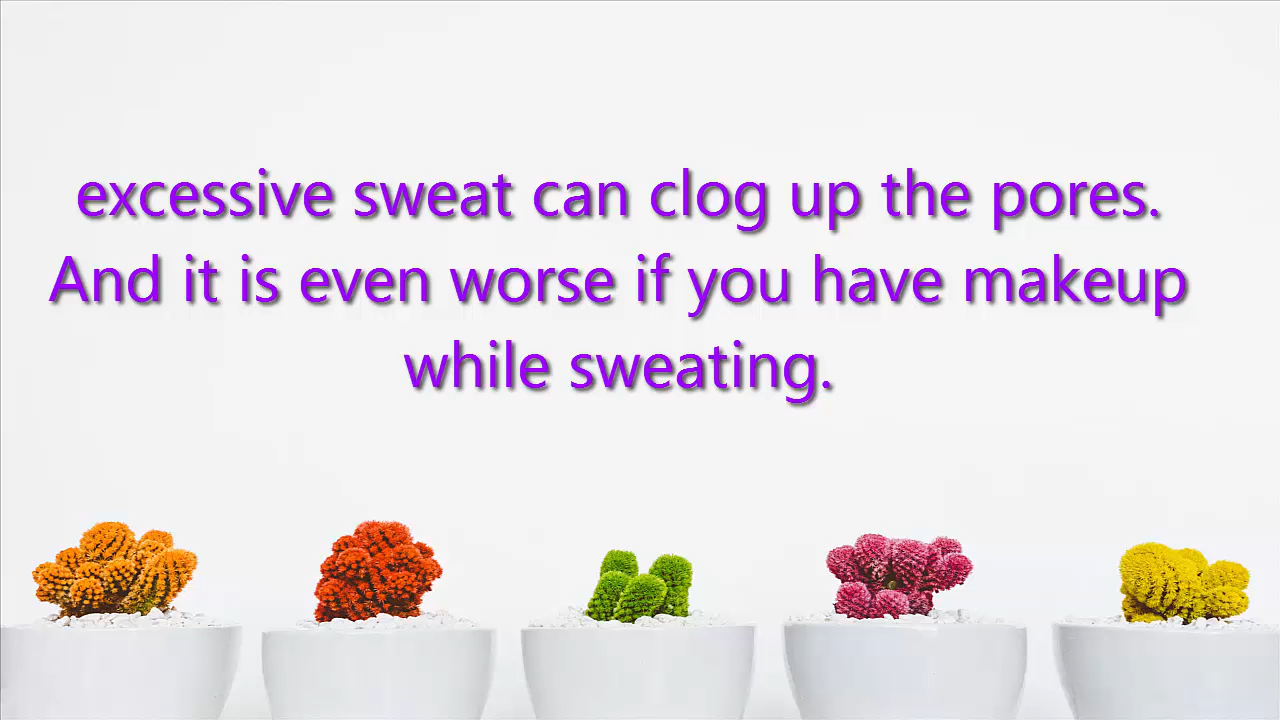 excessive sweat can clog up the pores.
And it is even worse if you have makeup
while sweating.